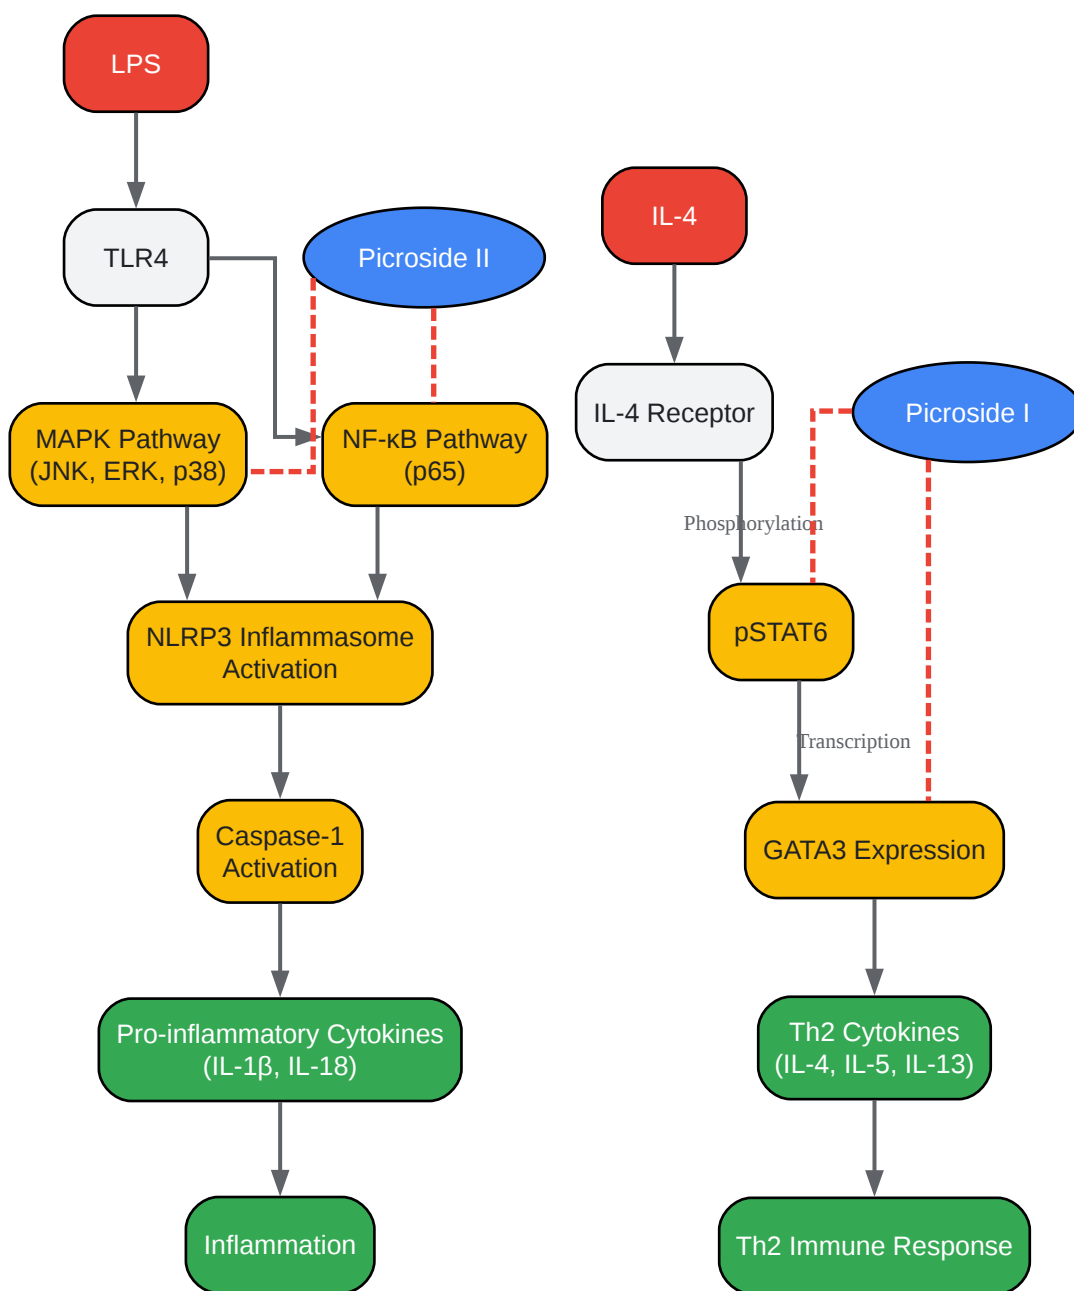 LPS
TLR4
Picroside II
MAPK Pathway
(JNK, ERK, p38)
NF-κB Pathway
(p65)
NLRP3 Inflammasome
Activation
Caspase-1
Activation
Pro-inflammatory Cytokines
(IL-1β, IL-18)
Inflammation
IL-4
IL-4 Receptor
Picroside I
Phosphorylation
pSTAT6
Transcription
GATA3 Expression
Th2 Cytokines
(IL-4, IL-5, IL-13)
Th2 Immune Response